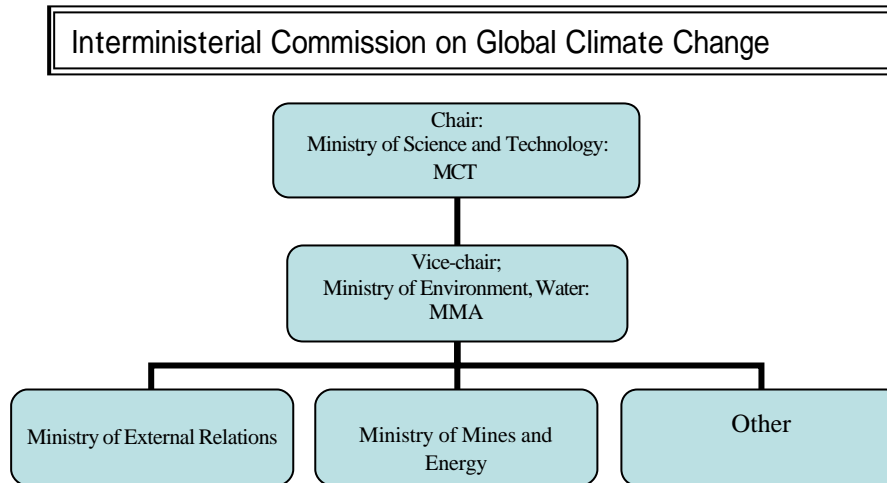 Interministerial Commission on Global Climate Change
Chair:
Ministry of Science and Technology:
MCT
Vice-chair;
Ministry of Environment, Water:
MMA
Ministry of External Relations
Ministry of Mines and
Energy
Other